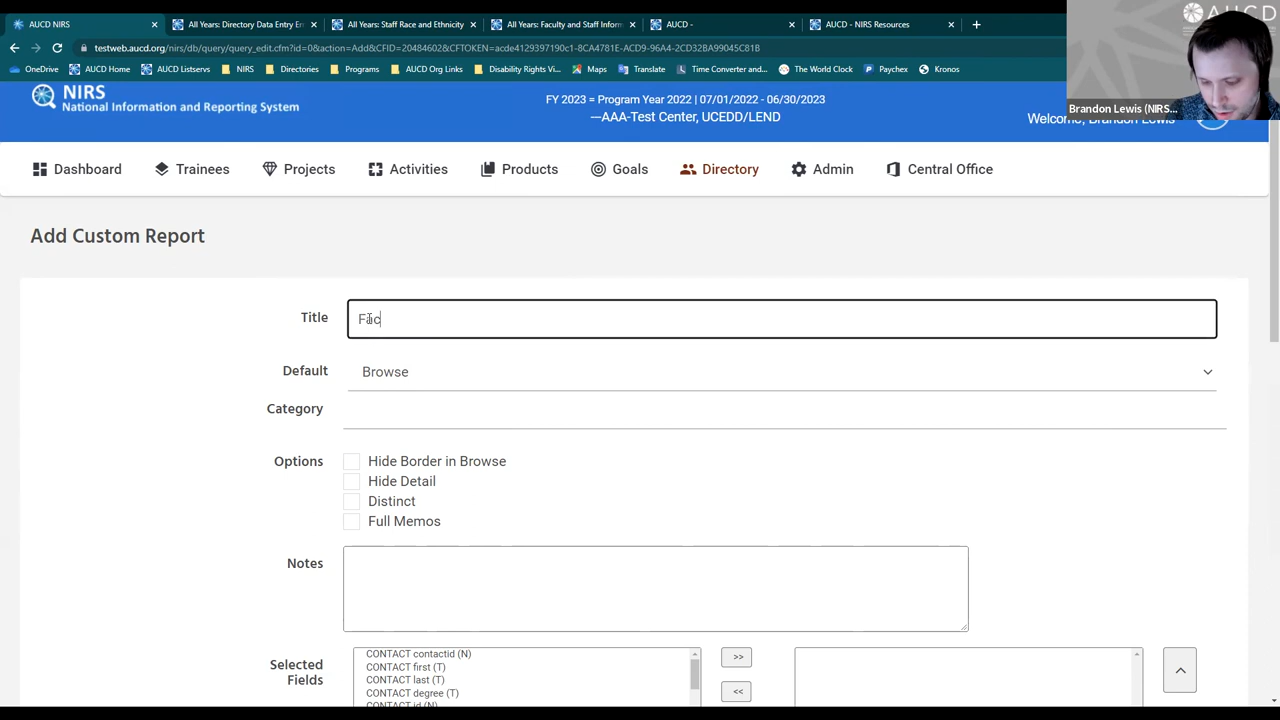 AUCD NIRS
All Years: Directory Data Entry En
All Years: Staff Race and Ethnicity
All Years: Faculty and Staff Inform
AUCD -
AUCD - NIRS Resources
AUCD
testweb.aucd.org/nirs/db/query/query_edit.cfm?id=0&action=Add&CFID=20484602&CFTOKEN=acde4129397190c1-8CA4781E-ACD9-96A4-2CD32BA99045C81B
OneDrive
AUCD Home
AUCD Listservs
NIRS
Directories
Programs
AUCD Org Links
Disability Rights Vi...
Maps
Translate
Time Converter and...
The World Clock
Paychex
Kronos
NIRS
National Information and Reporting System
FY 2023 = Program Year 2022 | 07/01/2022 - 06/30/2023
—AAA-Test Center, UCEDD/LEND
Brandon Lewis (NIRS...
Welcome, Brandon Lewis
Dashboard
Trainees
Projects
Activities
Products
Goals
Directory
Admin
Central Office
Add Custom Report
Title
Fac
Default
Browse
Category
Options
Hide Border in Browse
Hide Detail
Distinct
Full Memos
Notes
Selected Fields
CONTACT contactid (N)
CONTACT first (T)
CONTACT last (T)
CONTACT degree (T)
CONTACT id (N)
>>
<<